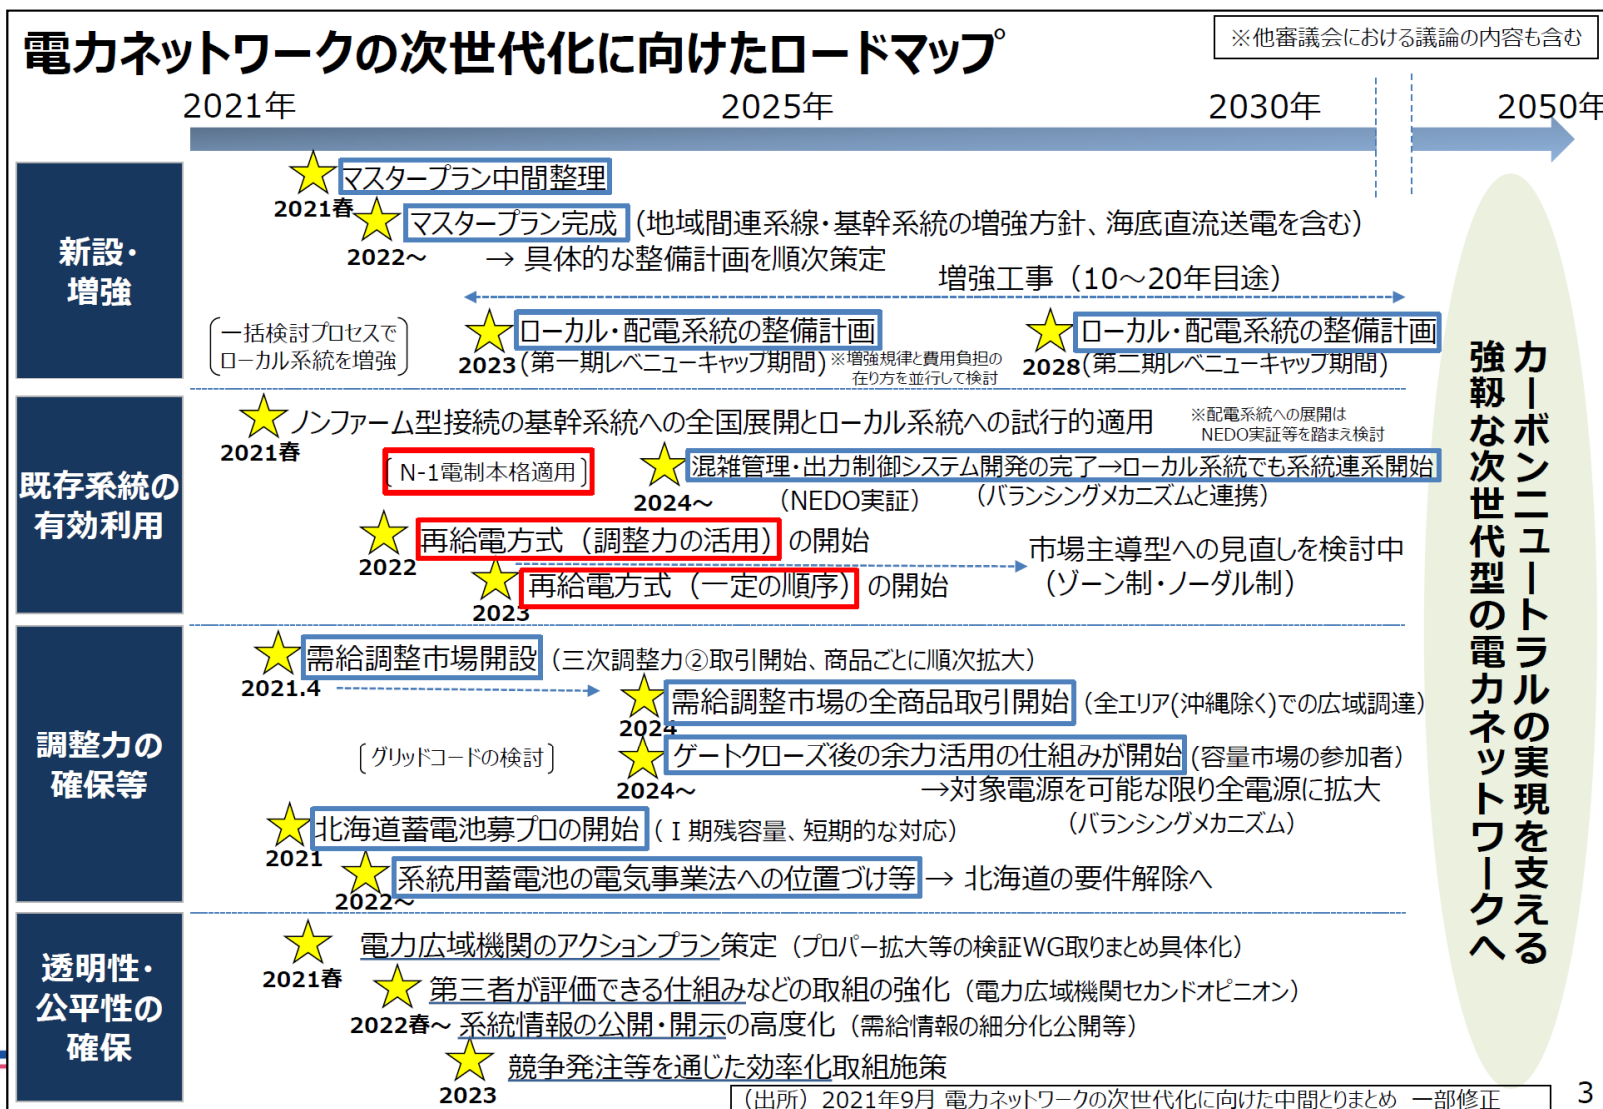 電力ネットワークの次世代化に向けたロードマップ
※他審議会における議論の内容も含む
2021年 2025年 2030年 2050年
新設・
増強
マスタープラン中間整理
2021春
マスタープラン完成（地域間連系線・基幹系統の増強方針、海底直流送電を含む）
2022～ → 具体的な整備計画を順次策定
増強工事（10～20年目途）
一括検討プロセスで
ローカル系統を増強
ローカル・配電系統の整備計画
2023（第一期レベニューキャップ期間）
※増強規律と費用負担の
在り方を並行して検討
ローカル・配電系統の整備計画
2028（第二期レベニューキャップ期間）
既存系統の
有効利用
ノンファーム型接続の基幹系統への全国展開とローカル系統への試行的適用
2021春
※配電系統への展開は
NEDO実証等を踏まえ検討
N-1電制本格適用
混雑管理・出力制御システム開発の完了→ローカル系統でも系統連系開始
2024～ （NEDO実証） （バランシングメカニズムと連携）
再給電方式（調整力の活用）の開始
2022
再給電方式（一定の順序）の開始
2023
市場主導型への見直しを検討中
（ゾーン制・ノーダル制）
調整力の
確保等
需給調整市場開設（三次調整力②取引開始、商品ごとに順次拡大）
2021.4
需給調整市場の全商品取引開始（全エリア(沖縄除く)での広域調達）
2024
グリッドコードの検討
ゲートクローズ後の余力活用の仕組みが開始（容量市場の参加者）
2024～ →対象電源を可能な限り全電源に拡大
（バランシングメカニズム）
北海道蓄電池募プロの開始（Ⅰ期残容量、短期的な対応）
2021
系統用蓄電池の電気事業法への位置づけ等→ 北海道の要件解除へ
2022～
透明性・
公平性の
確保
電力広域機関のアクションプラン策定（プロパー拡大等の検証WG取りまとめ具体化）
2021春
第三者が評価できる仕組みなどの取組の強化（電力広域機関セカンドオピニオン）
2022春～ 系統情報の公開・開示の高度化（需給情報の細分化公開等）
競争発注等を通じた効率化取組施策
2023
カーボンニュートラルの実現を支える
強靱な次世代型の電力ネットワークへ
（出所）2021年9月 電力ネットワークの次世代化に向けた中間とりまとめ 一部修正
3